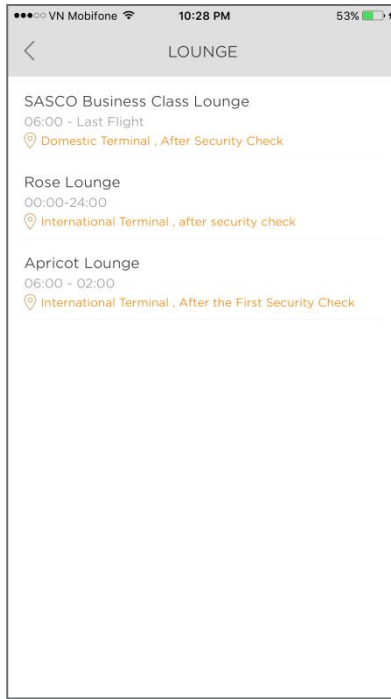 VN Mobifone 10:28 PM 53%
LOUNGE
SASCO Business Class Lounge
06:00 - Last Flight
Domestic Terminal , After Security Check
Rose Lounge
00:00-24:00
International Terminal , after security check
Apricot Lounge
06:00 - 02:00
International Terminal , After the First Security Check